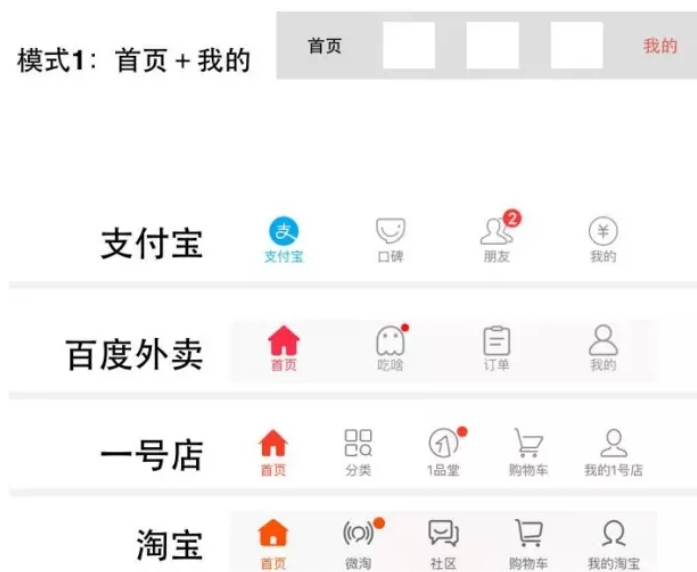 模式1：首页＋我的
首页 我的
支付宝
支 2 ¥
支付宝 口碑 朋友 我的
百度外卖
首页 吃啥 订单 我的
一号店
首页 分类 1品堂 购物车 我的1号店
淘宝
首页 微淘 社区 购物车 我的淘宝